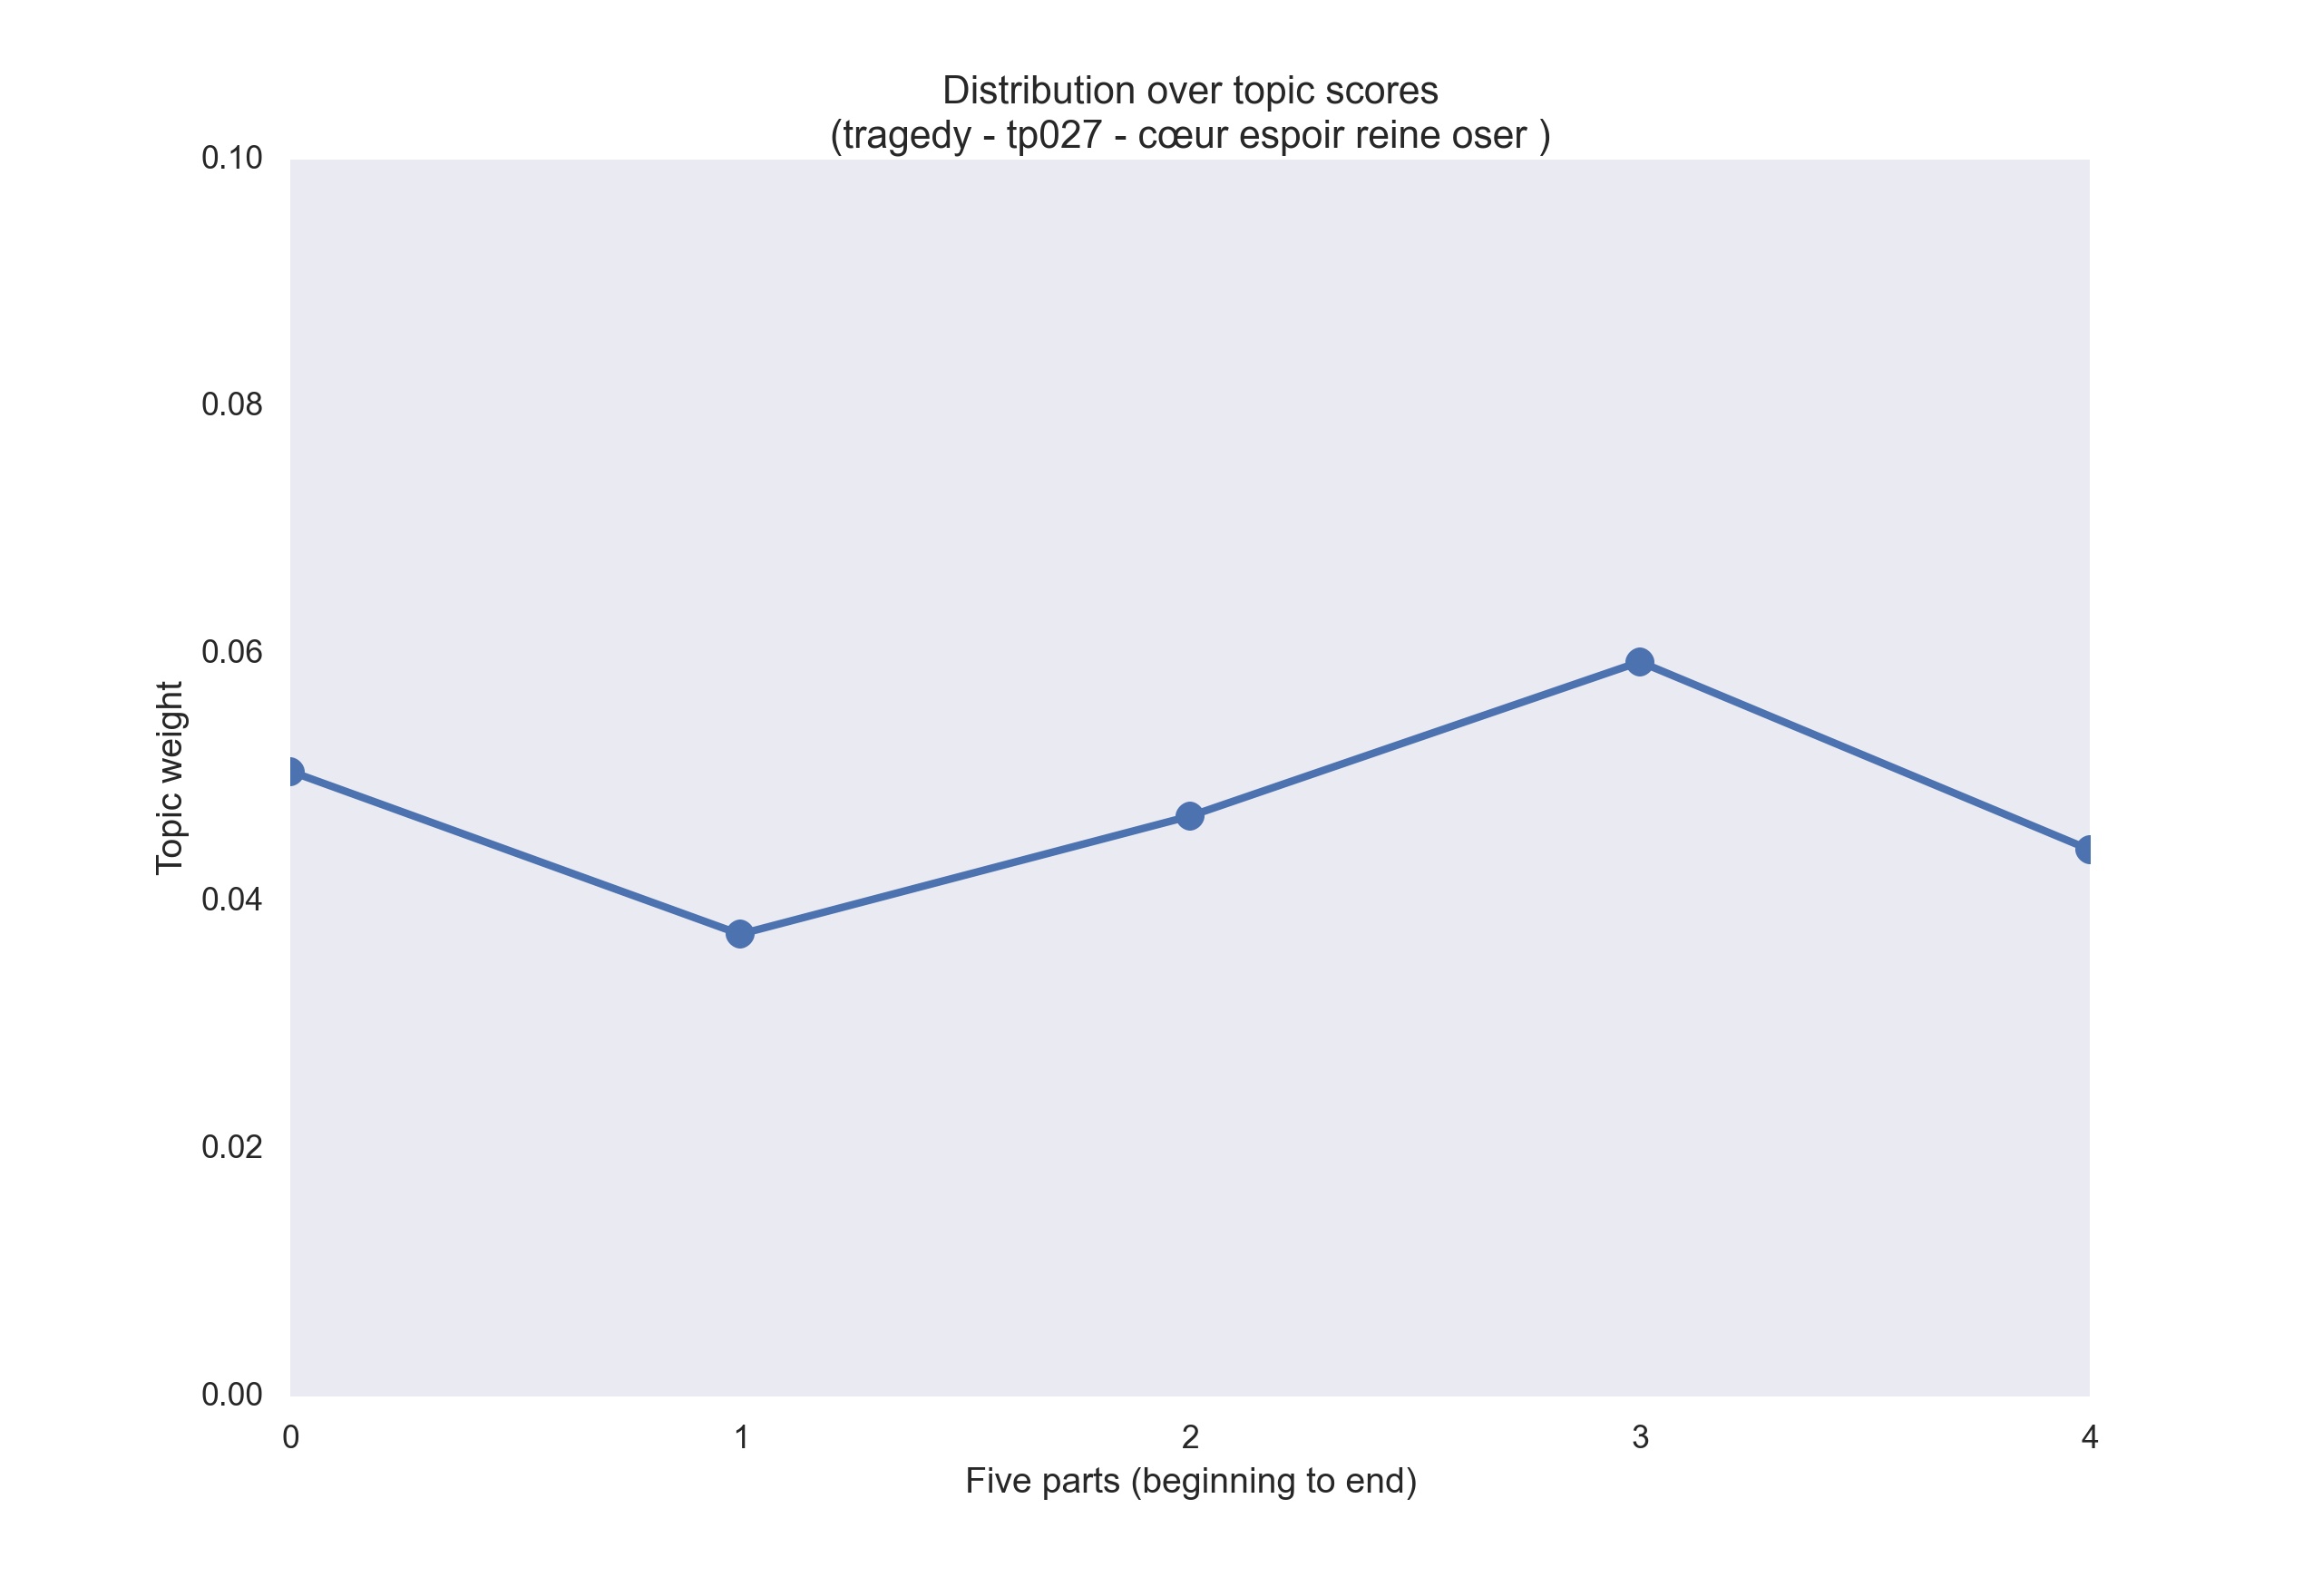 Distribution over topic scores
(tragedy - tp027 - cœur espoir reine oser )
0.10
0.08
0.06
0.04
0.02
0.00
Topic weight
0 1 2 3 4
Five parts (beginning to end)